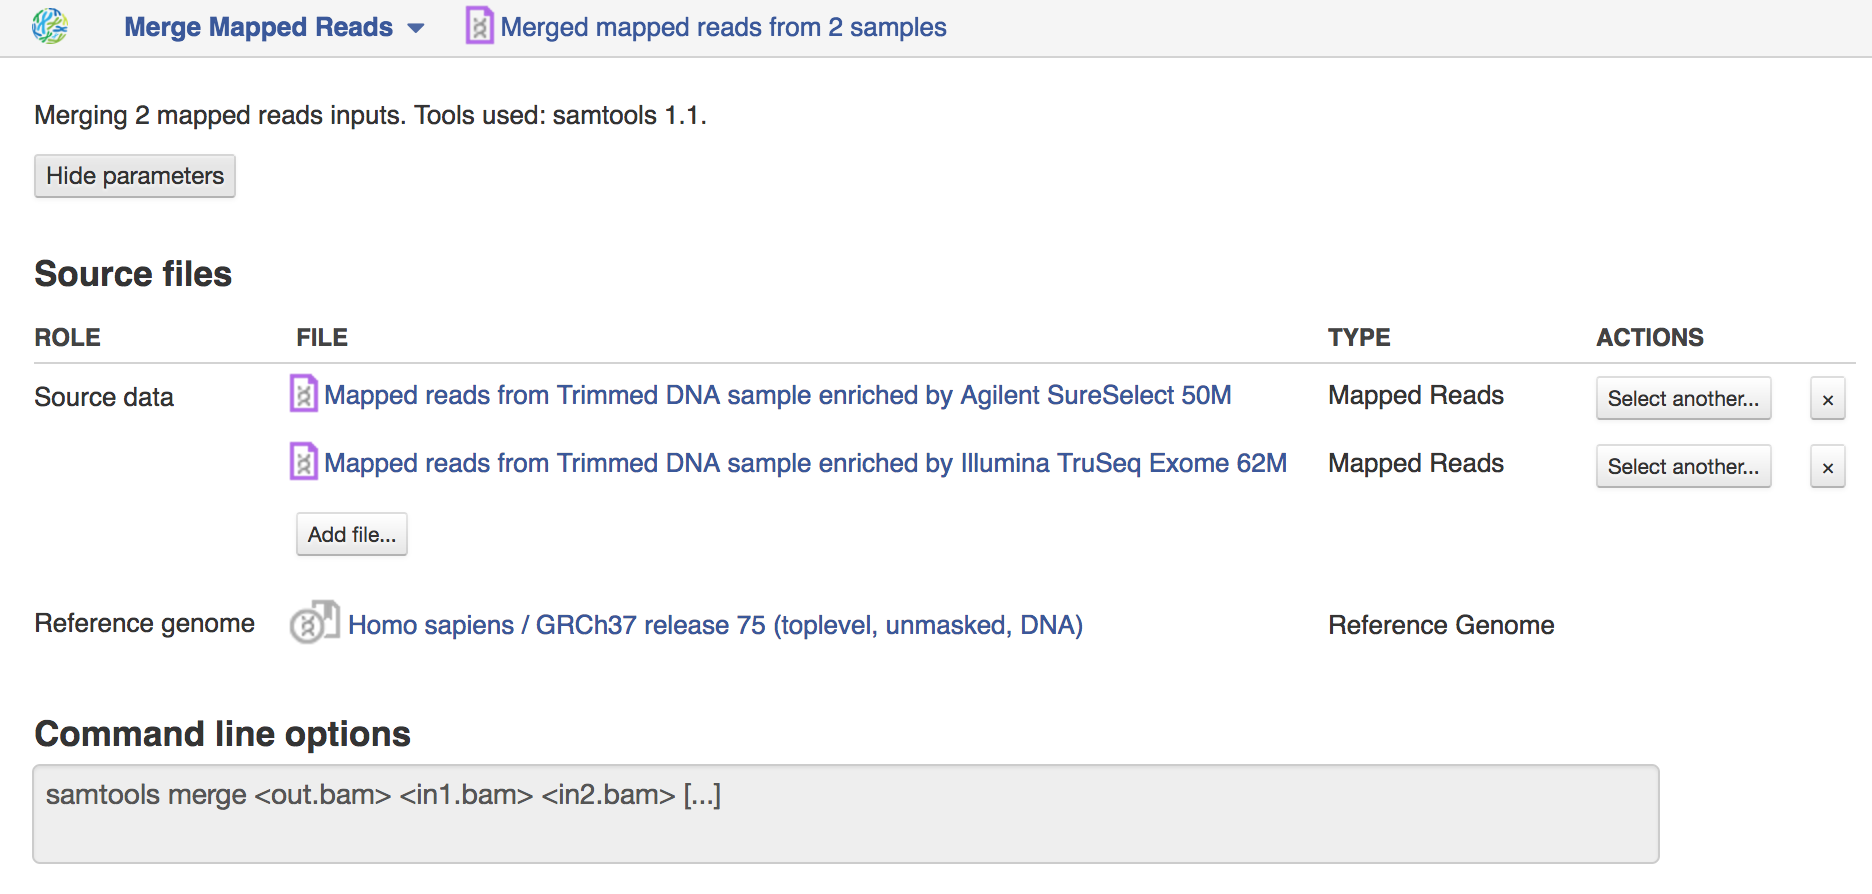 Merge Mapped Reads Merged mapped reads from 2 samples
Merging 2 mapped reads inputs. Tools used: samtools 1.1.
Hide parameters
Source files
ROLE FILE TYPE ACTIONS
Source data Mapped reads from Trimmed DNA sample enriched by Agilent SureSelect 50M Mapped Reads Select another... ×
Mapped reads from Trimmed DNA sample enriched by Illumina TruSeq Exome 62M Mapped Reads Select another... ×
Add file...
Reference genome Homo sapiens / GRCh37 release 75 (toplevel, unmasked, DNA) Reference Genome
Command line options
samtools merge <out.bam> <in1.bam> <in2.bam> [...]